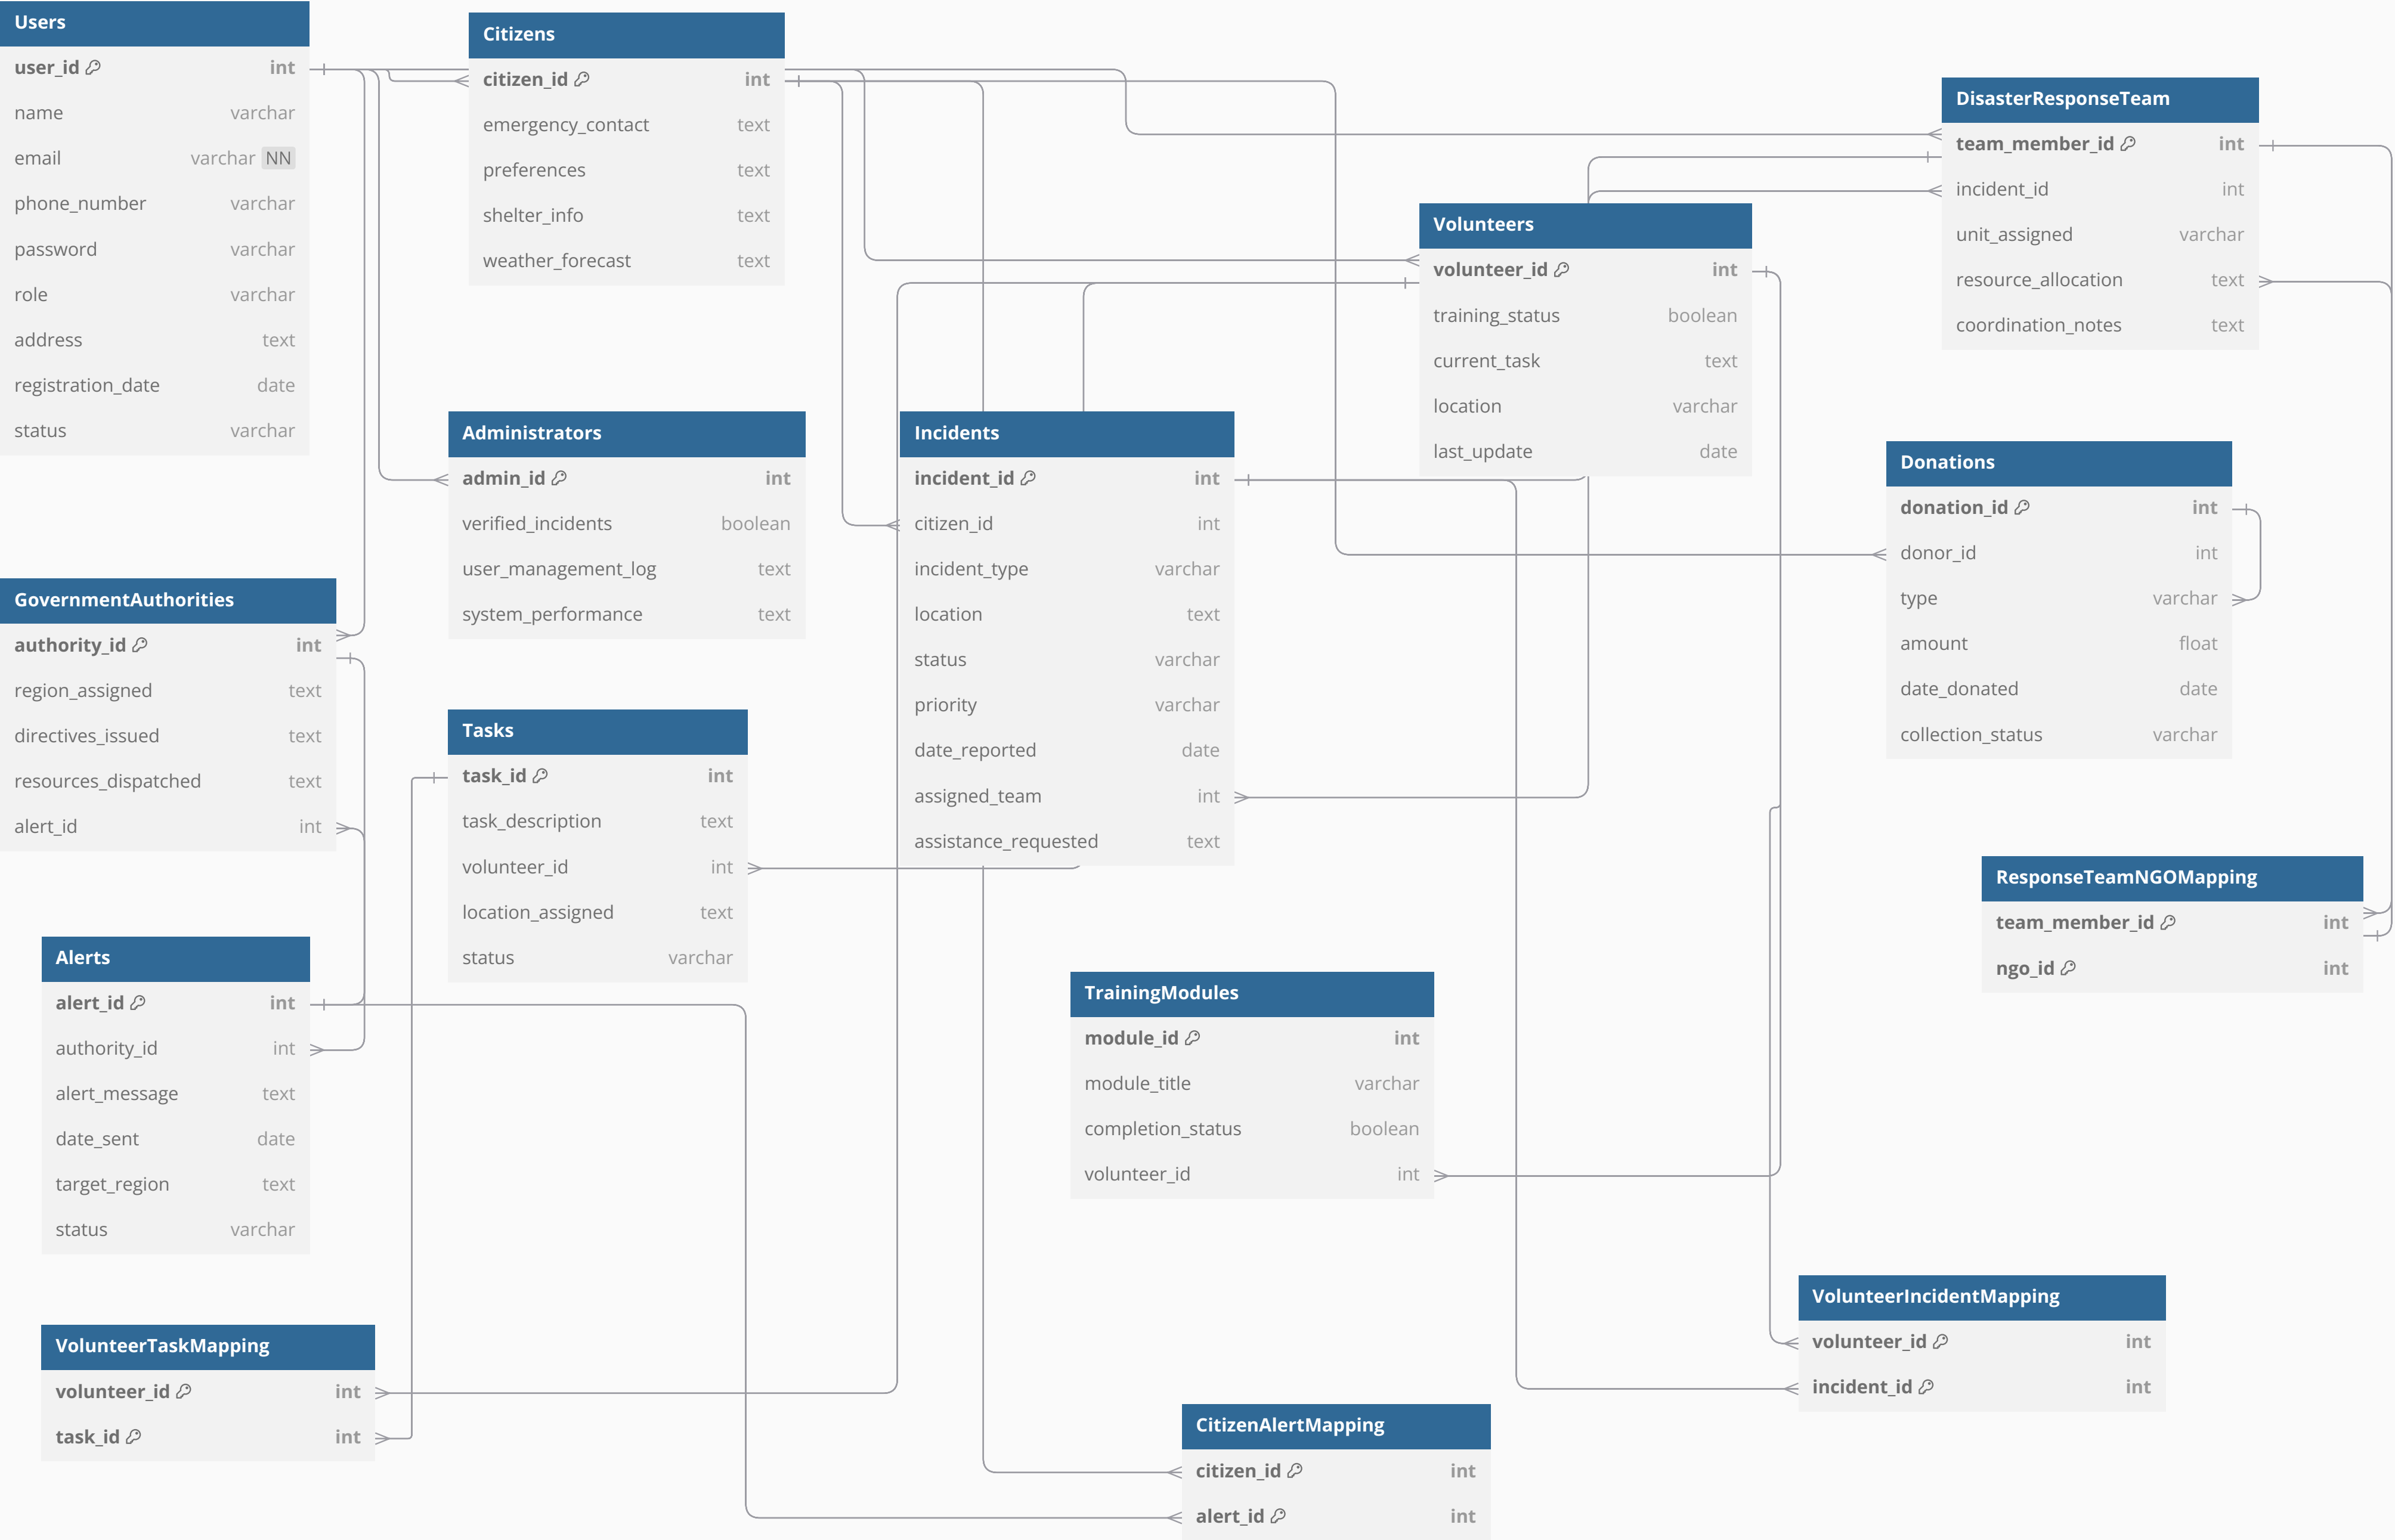 Users
user_id int
name varchar
email varchar NN
phone_number varchar
password varchar
role varchar
address text
registration_date date
status varchar
Citizens
citizen_id int
emergency_contact text
preferences text
shelter_info text
weather_forecast text
DisasterResponseTeam
team_member_id int
incident_id int
unit_assigned varchar
resource_allocation text
coordination_notes text
Volunteers
volunteer_id int
training_status boolean
current_task text
location varchar
last_update date
Administrators
admin_id int
verified_incidents boolean
user_management_log text
system_performance text
Incidents
incident_id int
citizen_id int
incident_type varchar
location text
status varchar
priority varchar
date_reported date
assigned_team int
assistance_requested text
Donations
donation_id int
donor_id int
type varchar
amount float
date_donated date
collection_status varchar
GovernmentAuthorities
authority_id int
region_assigned text
directives_issued text
resources_dispatched text
alert_id int
Tasks
task_id int
task_description text
volunteer_id int
location_assigned text
status varchar
ResponseTeamNGOMapping
team_member_id int
ngo_id int
Alerts
alert_id int
authority_id int
alert_message text
date_sent date
target_region text
status varchar
TrainingModules
module_id int
module_title varchar
completion_status boolean
volunteer_id int
VolunteerIncidentMapping
volunteer_id int
incident_id int
VolunteerTaskMapping
volunteer_id int
task_id int
CitizenAlertMapping
citizen_id int
alert_id int